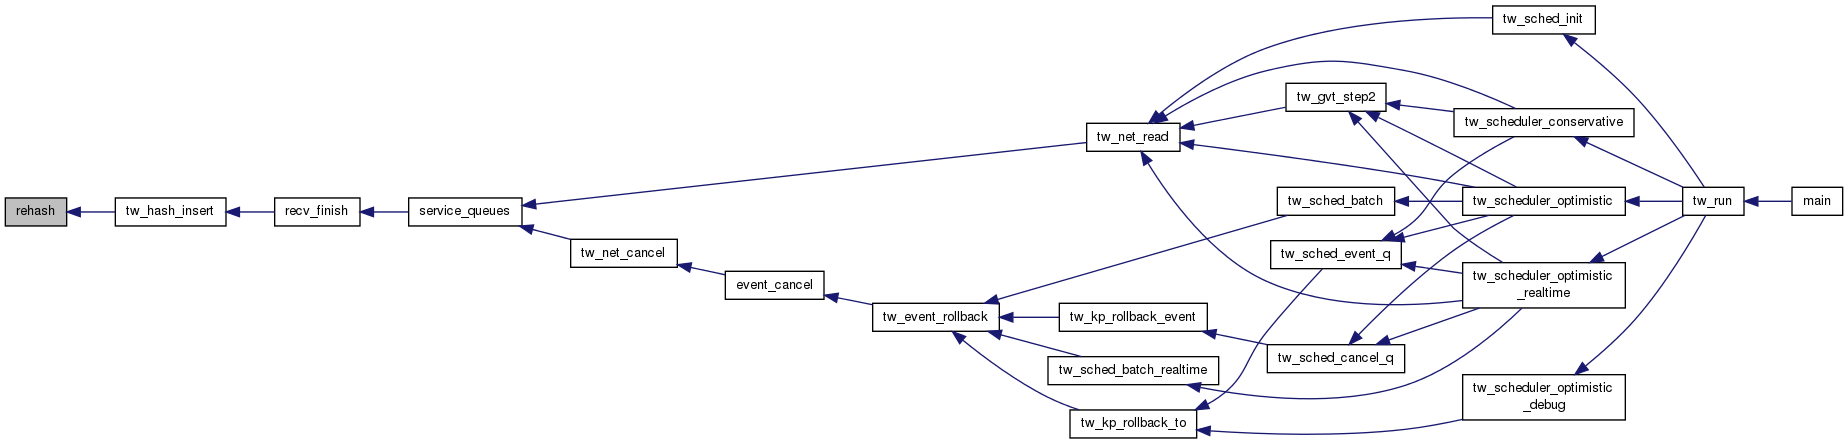 rehash
tw_hash_insert
recv_finish
service_queues
tw_net_cancel
event_cancel
tw_event_rollback
tw_net_read
tw_kp_rollback_event
tw_sched_batch_realtime
tw_kp_rollback_to
tw_gvt_step2
tw_sched_batch
tw_sched_event_q
tw_sched_cancel_q
tw_sched_init
tw_scheduler_conservative
tw_scheduler_optimistic
tw_scheduler_optimistic
_realtime
tw_scheduler_optimistic
_debug
tw_run
main